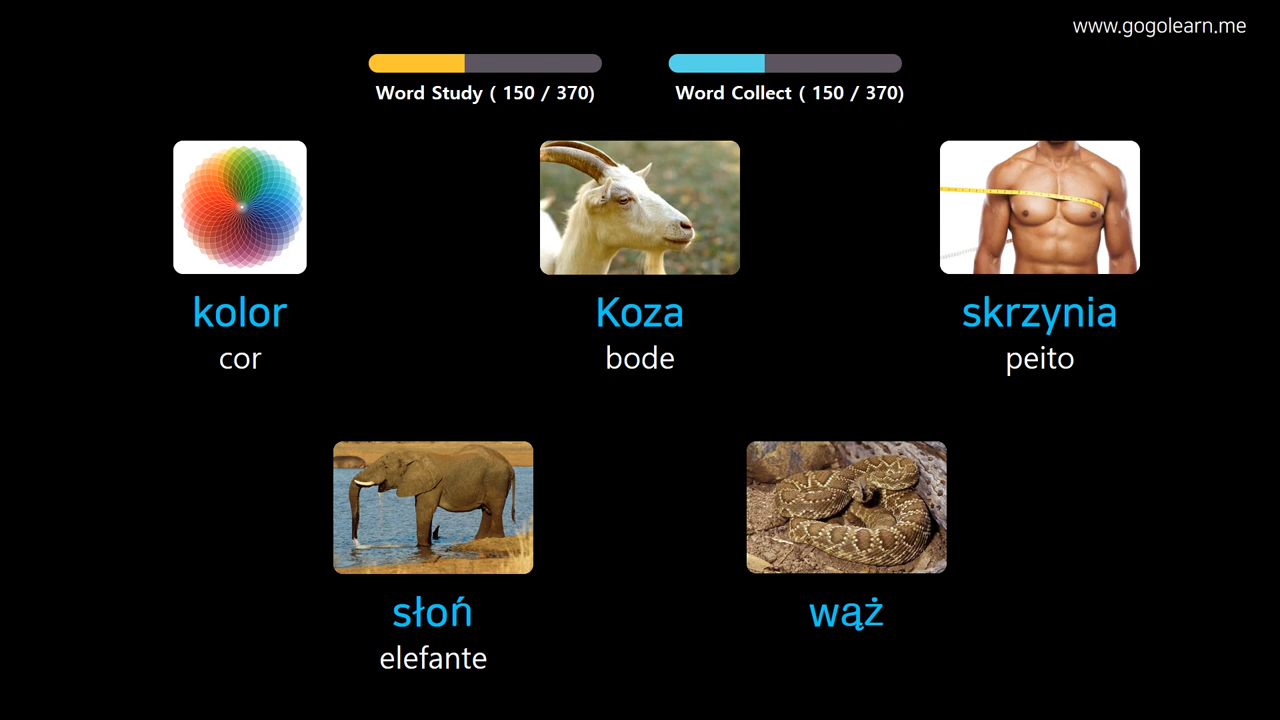 www.gogolearn.me
Word Study ( 150 / 370)
Word Collect ( 150 / 370)
kolor
cor
Koza
bode
skrzynia
peito
słoń
elefante
wąż